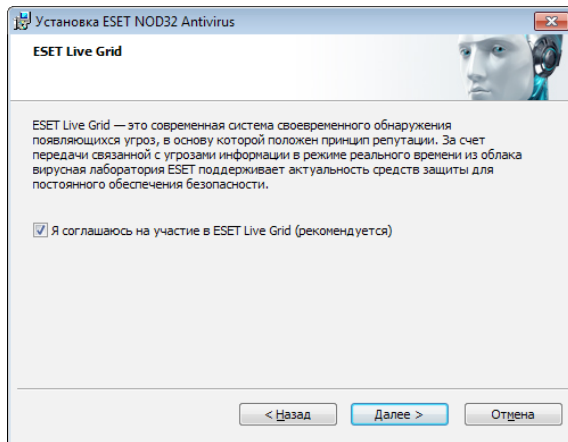 Установка ESET NOD32 Antivirus
ESET Live Grid
ESET Live Grid — это современная система своевременного обнаружения
появляющихся угроз, в основу которой положен принцип репутации. За счет
передачи связанной с угрозами информации в режиме реального времени из облака
вирусная лаборатория ESET поддерживает актуальность средств защиты для
постоянного обеспечения безопасности.
Я соглашаюсь на участие в ESET Live Grid (рекомендуется)
< Назад
Далее >
Отмена